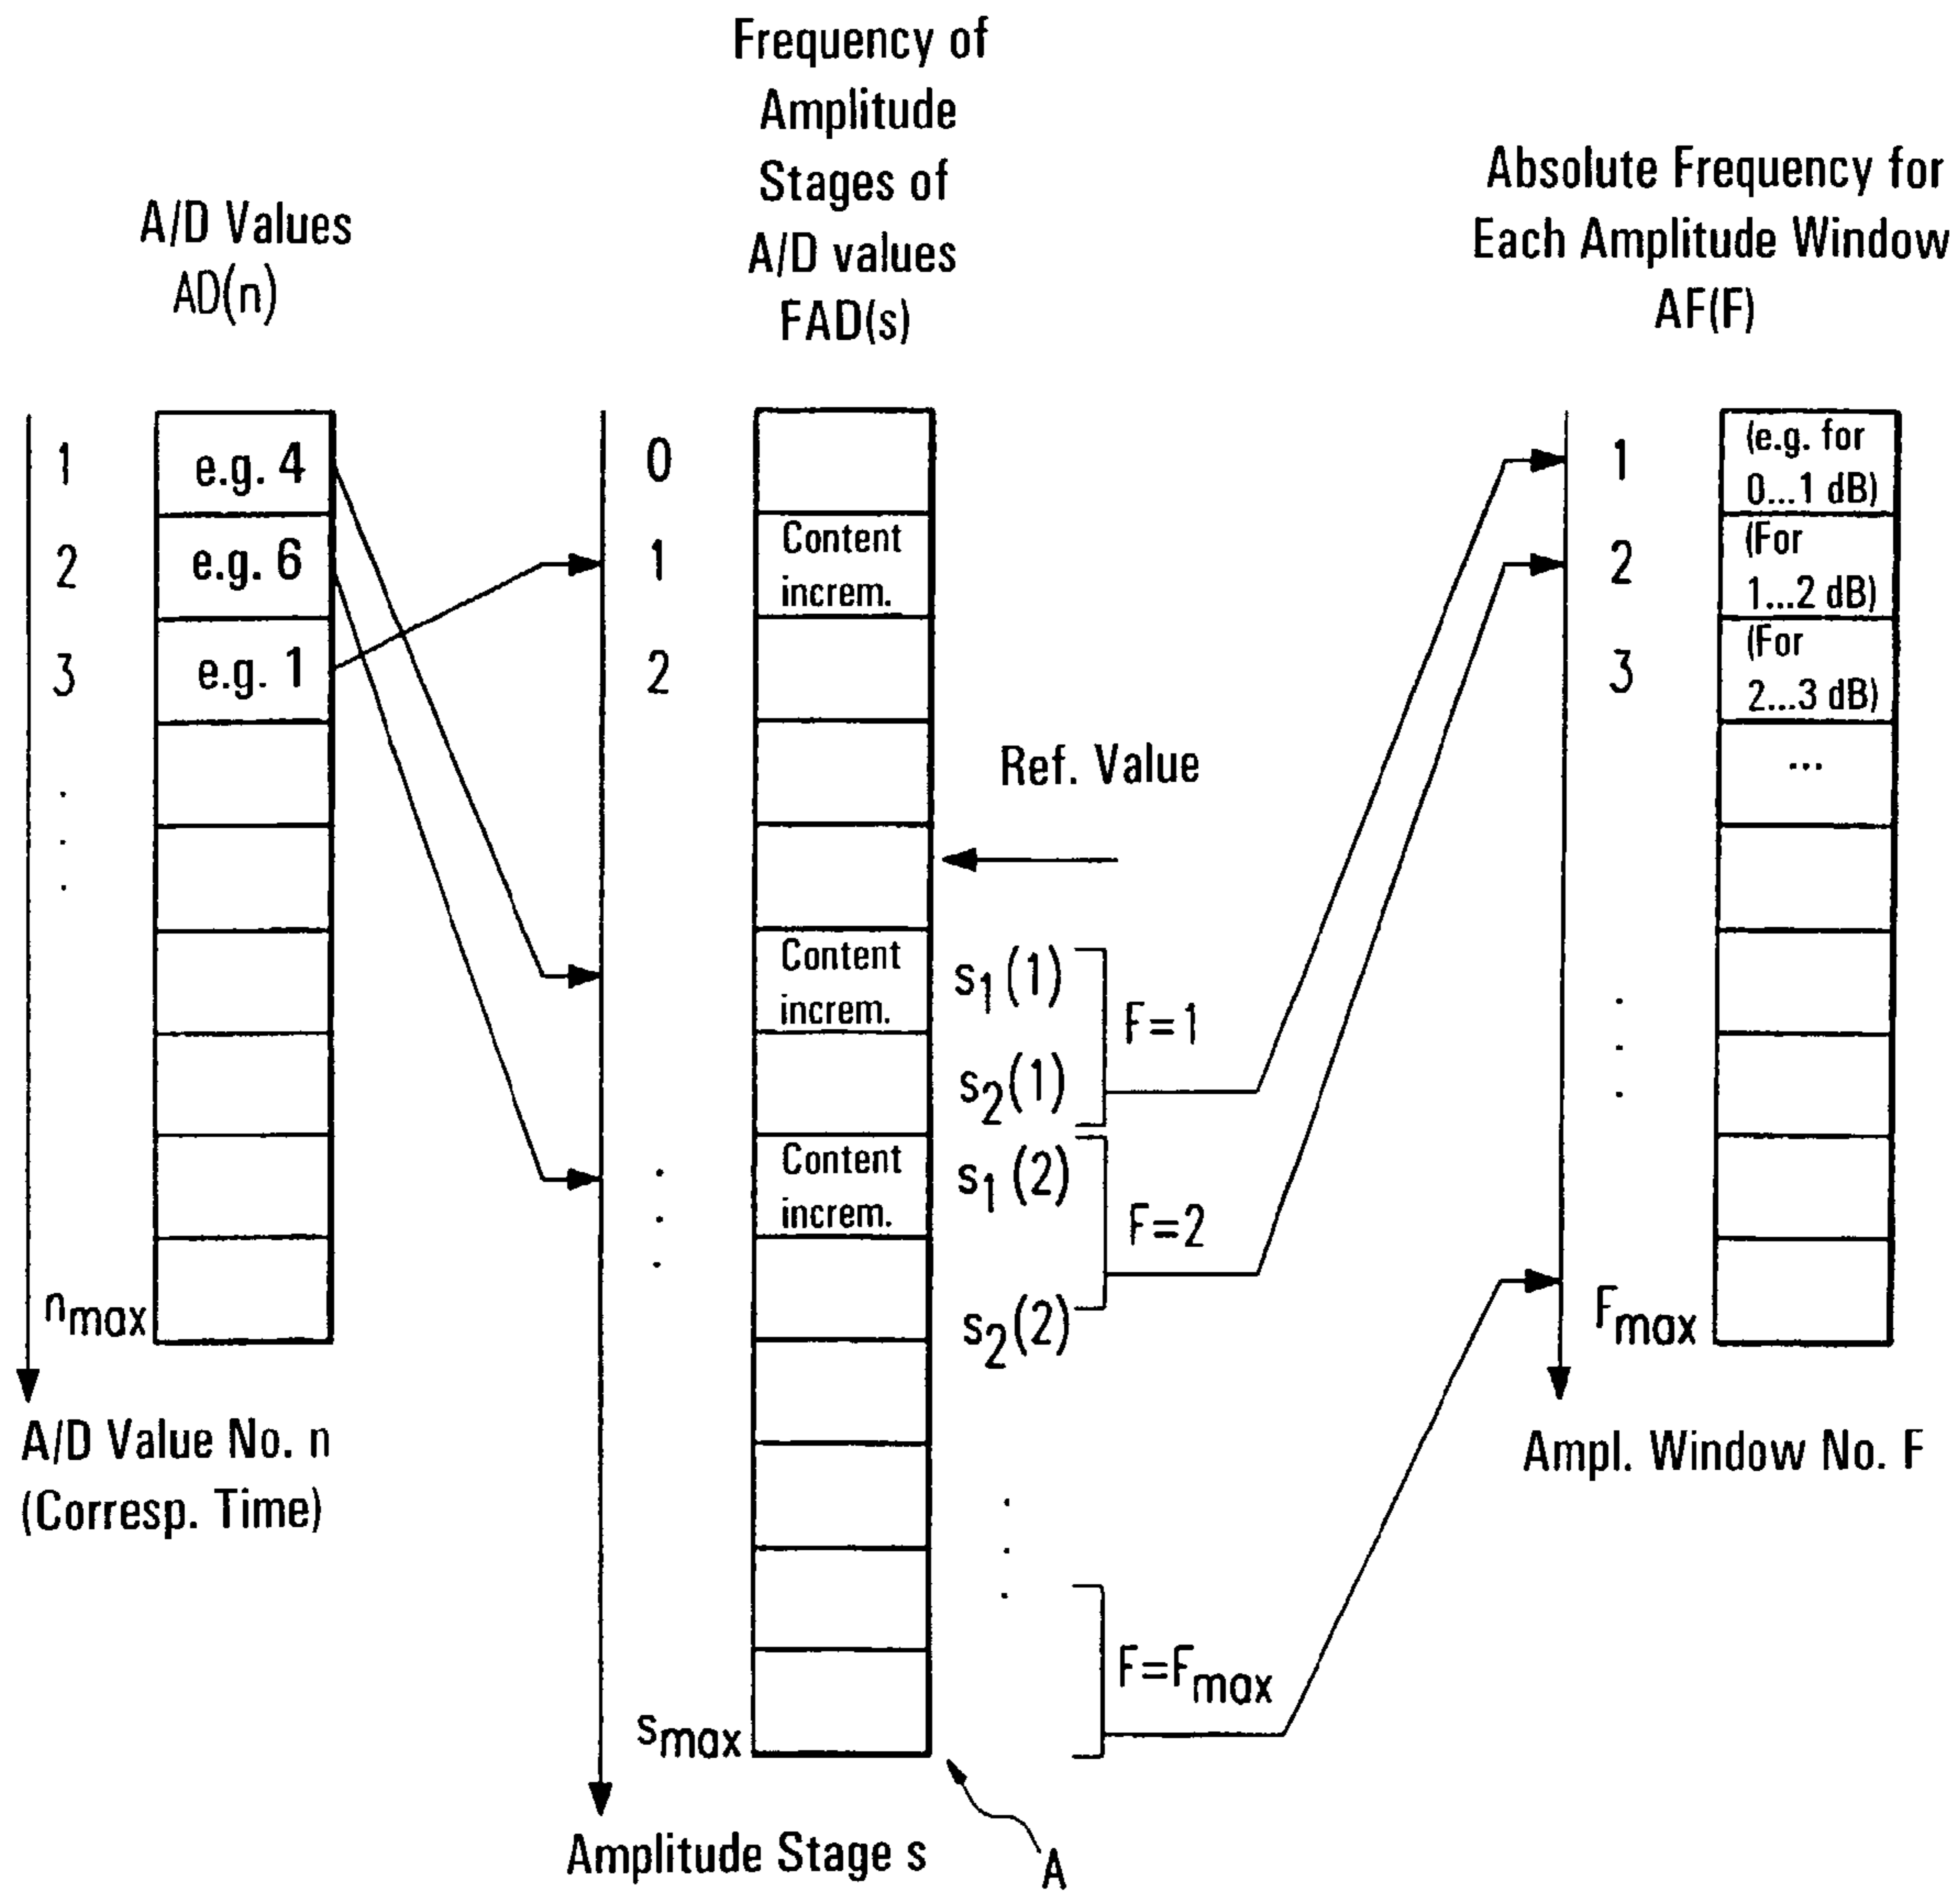 Frequency of
Amplitude
Stages of
A/D values
FAD(s)
A/D Values
AD(n)
Absolute Frequency for
Each Amplitude Window
AF(F)
1
e.g. 4
2
e.g. 6
3
e.g. 1
.
.
.
nmax
A/D Value No. n
(Corresp. Time)
0
1
Content
increm.
2
Ref. Value
Content
increm.
s1(1)
F=1
s2(1)
Content
increm.
s1(2)
F=2
s2(2)
.
.
.
.
.
.
F=Fmax
smax
Amplitude Stage s
A
1
(e.g. for
0...1 dB)
2
(For
1...2 dB)
3
(For
2...3 dB)
...
.
.
.
Fmax
Ampl. Window No. F